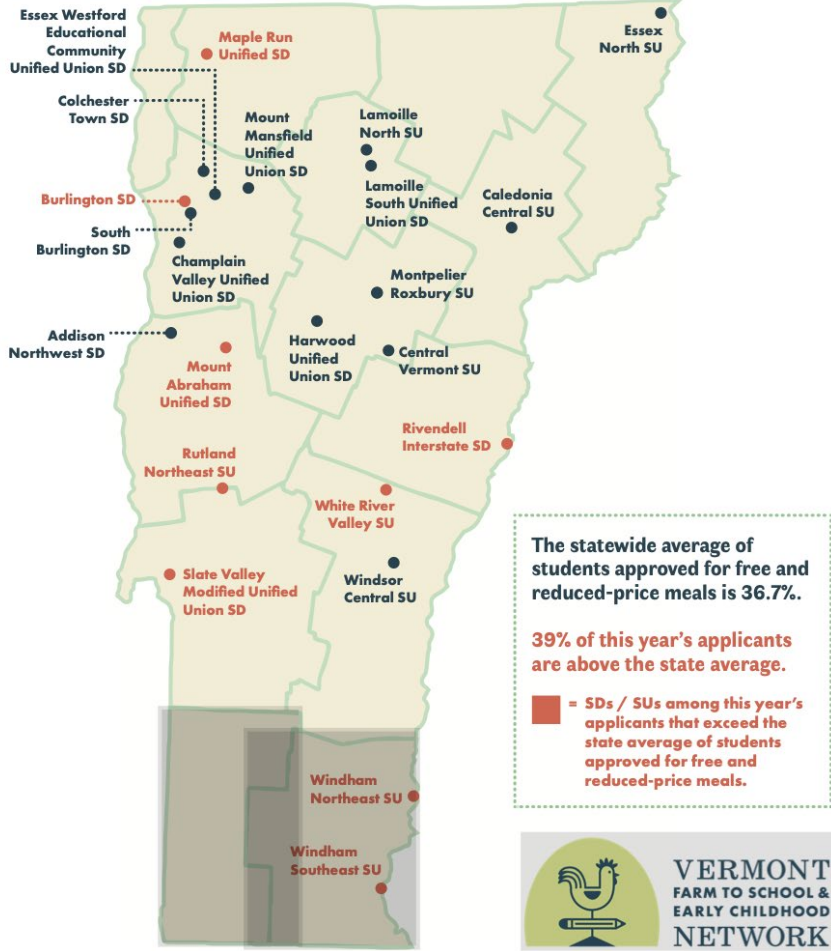 Essex Westford
Educational
Community
Unified Union SD
Maple Run
Unified SD
Essex
North SU
Colchester
Town SD
Mount
Mansfield
Unified
Union SD
Lamoille
North SU
Lamoille
South Unified
Union SD
Caledonia
Central SU
Burlington SD
South
Burlington SD
Champlain
Valley Unified
Union SD
Montpelier
Roxbury SU
Addison
Northwest SD
Harwood
Unified
Union SD
Central
Vermont SU
Mount
Abraham
Unified SD
Rivendell
Interstate SD
Rutland
Northeast SU
White River
Valley SU
Slate Valley
Modified Unified
Union SD
Windsor
Central SU
The statewide average of
students approved for free and
reduced-price meals is 36.7%.
39% of this year's applicants
are above the state average.
= SDs / SUs among this year's
applicants that exceed the
state average of students
approved for free and
reduced-price meals.
Windham
Northeast SU
Windham
Southeast SU
VERMONT
FARM TO SCHOOL &
EARLY CHILDHOOD
NETWORK